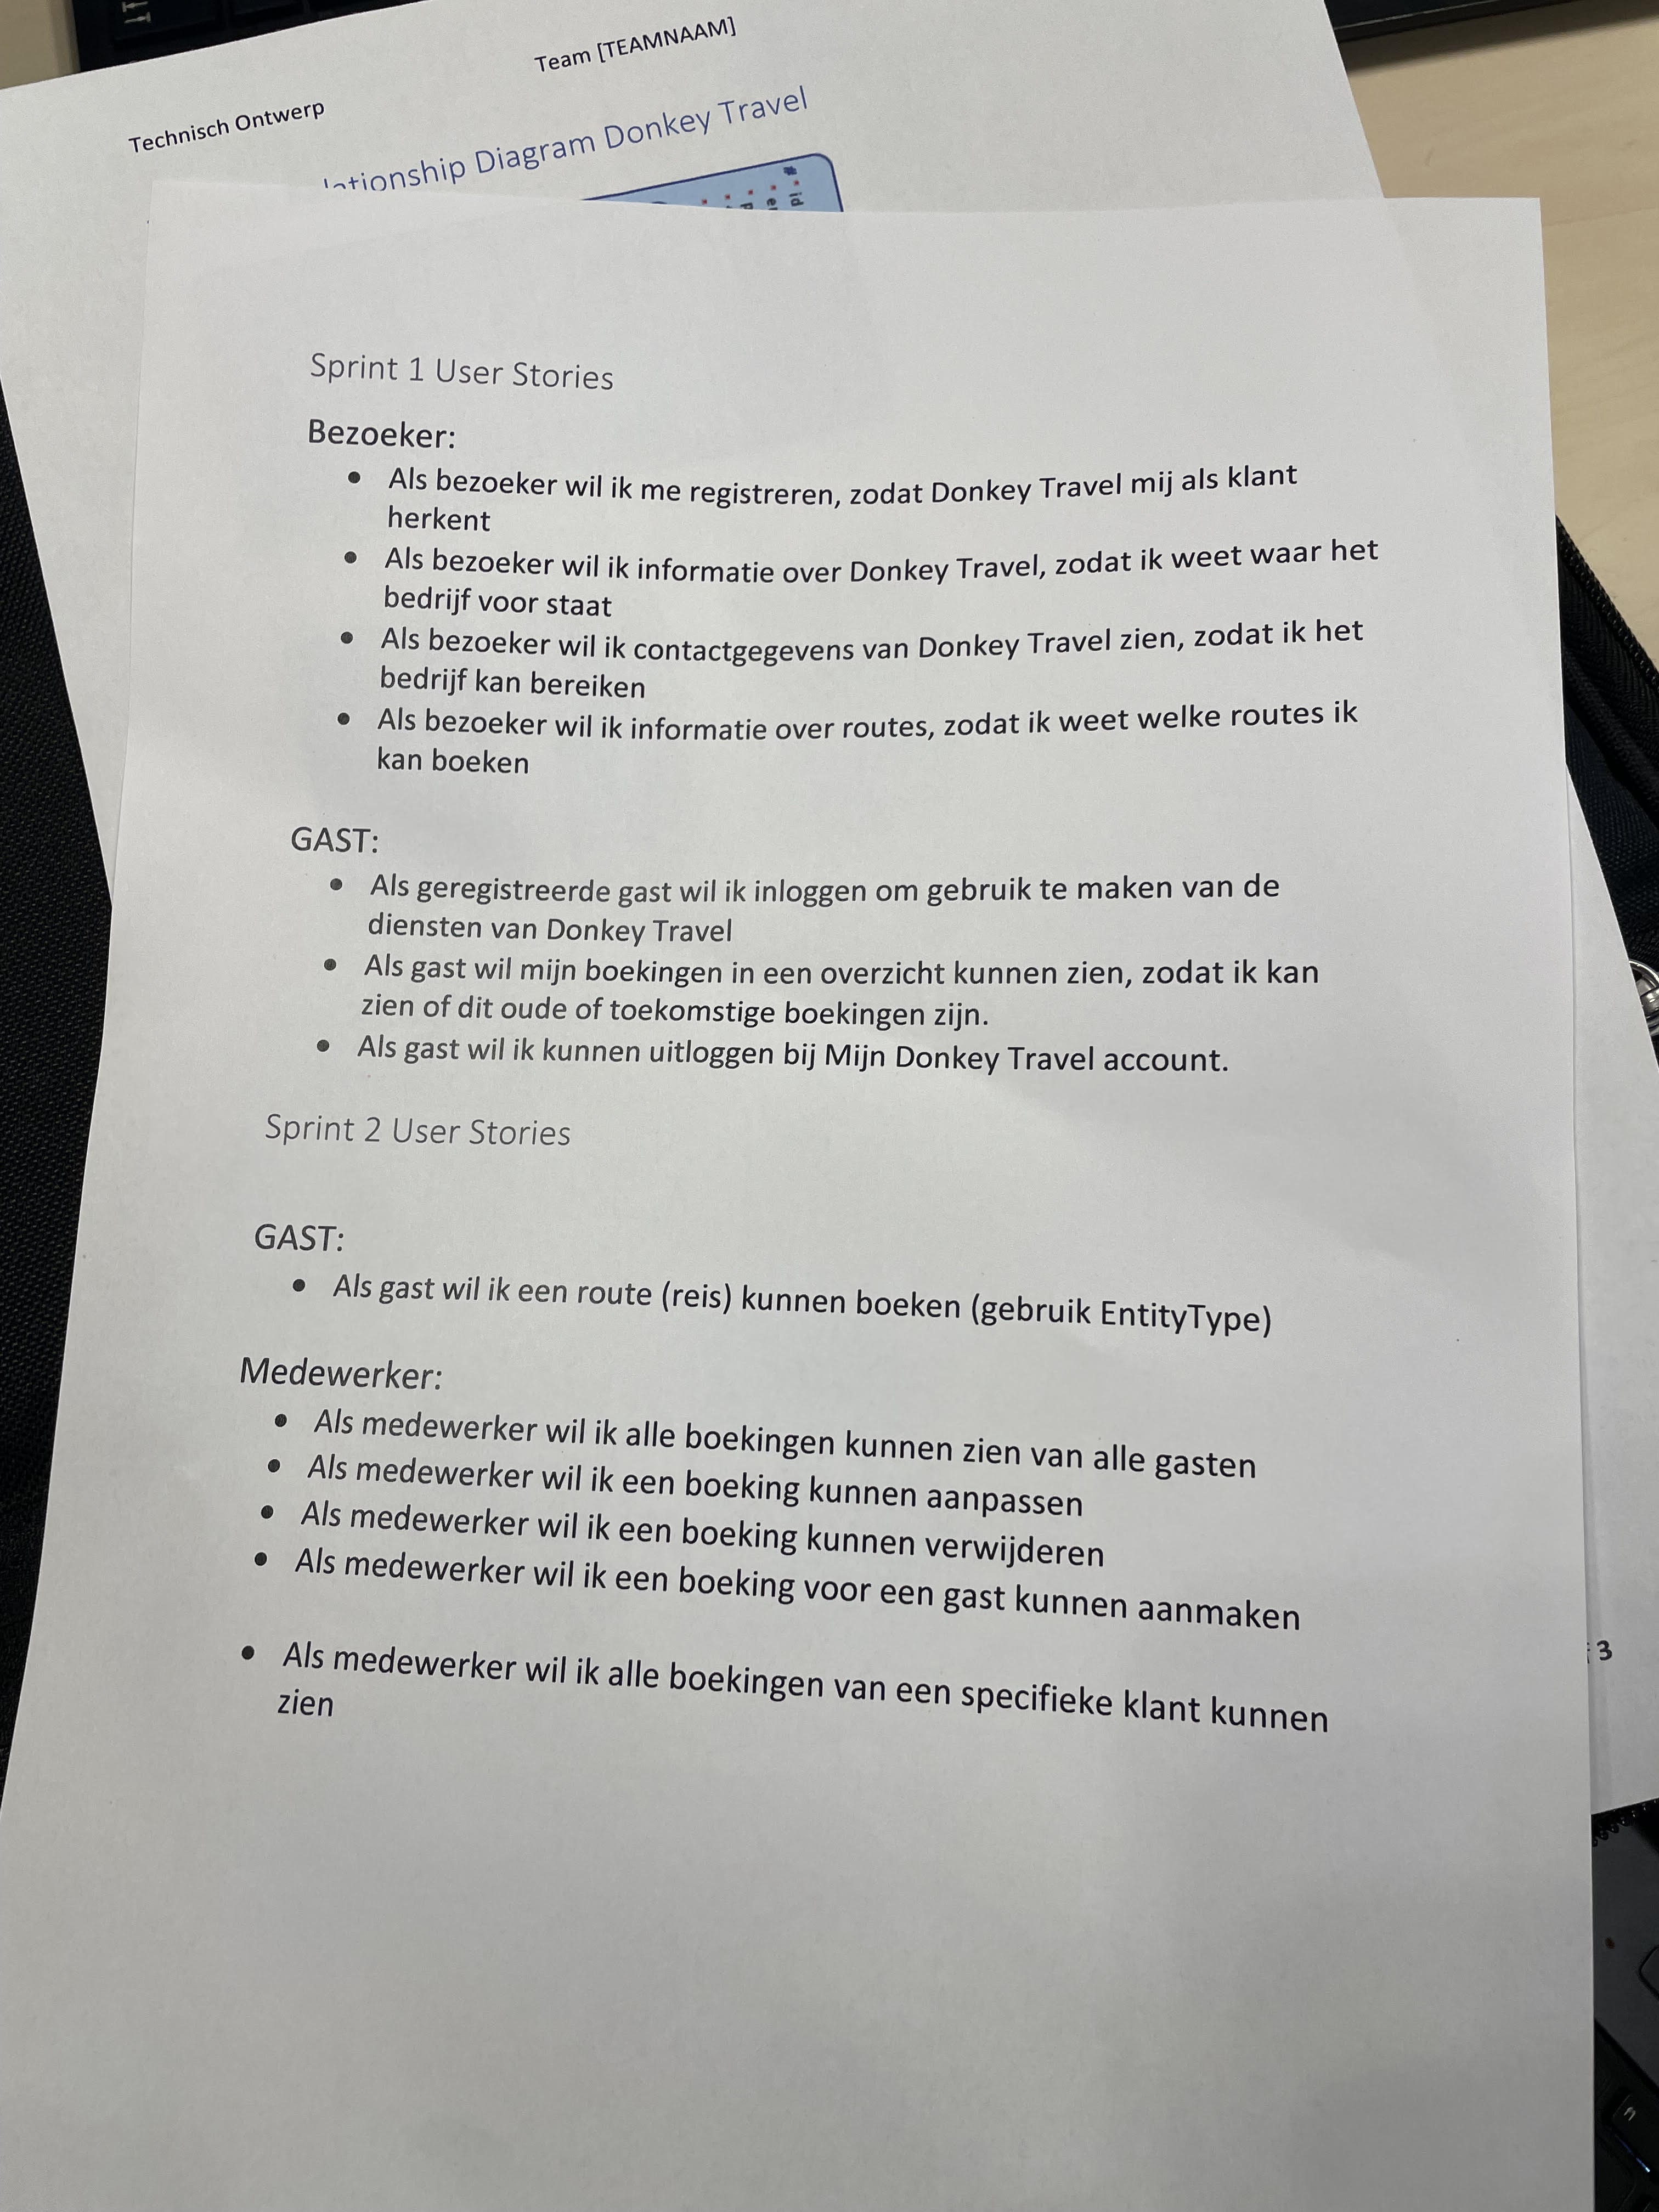 Team [TEAMNAAM]
Technisch Ontwerp
Diagram Donkey Travel
id
Sprint 1 User Stories
Bezoeker:
• Als bezoeker wil ik me registreren, zodat Donkey Travel mij als klant
herkent
• Als bezoeker wil ik informatie over Donkey Travel, zodat ik weet waar het
bedrijf voor staat
• Als bezoeker wil ik contactgegevens van Donkey Travel zien, zodat ik het
bedrijf kan bereiken
• Als bezoeker wil ik informatie over routes, zodat ik weet welke routes ik
kan boeken
GAST:
• Als geregistreerde gast wil ik inloggen om gebruik te maken van de
diensten van Donkey Travel
• Als gast wil mijn boekingen in een overzicht kunnen zien, zodat ik kan
zien of dit oude of toekomstige boekingen zijn.
• Als gast wil ik kunnen uitloggen bij Mijn Donkey Travel account.
Sprint 2 User Stories
GAST:
• Als gast wil ik een route (reis) kunnen boeken (gebruik EntityType)
Medewerker:
• Als medewerker wil ik alle boekingen kunnen zien van alle gasten
• Als medewerker wil ik een boeking kunnen aanpassen
• Als medewerker wil ik een boeking kunnen verwijderen
• Als medewerker wil ik een boeking voor een gast kunnen aanmaken
• Als medewerker wil ik alle boekingen van een specifieke klant kunnen
zien
3